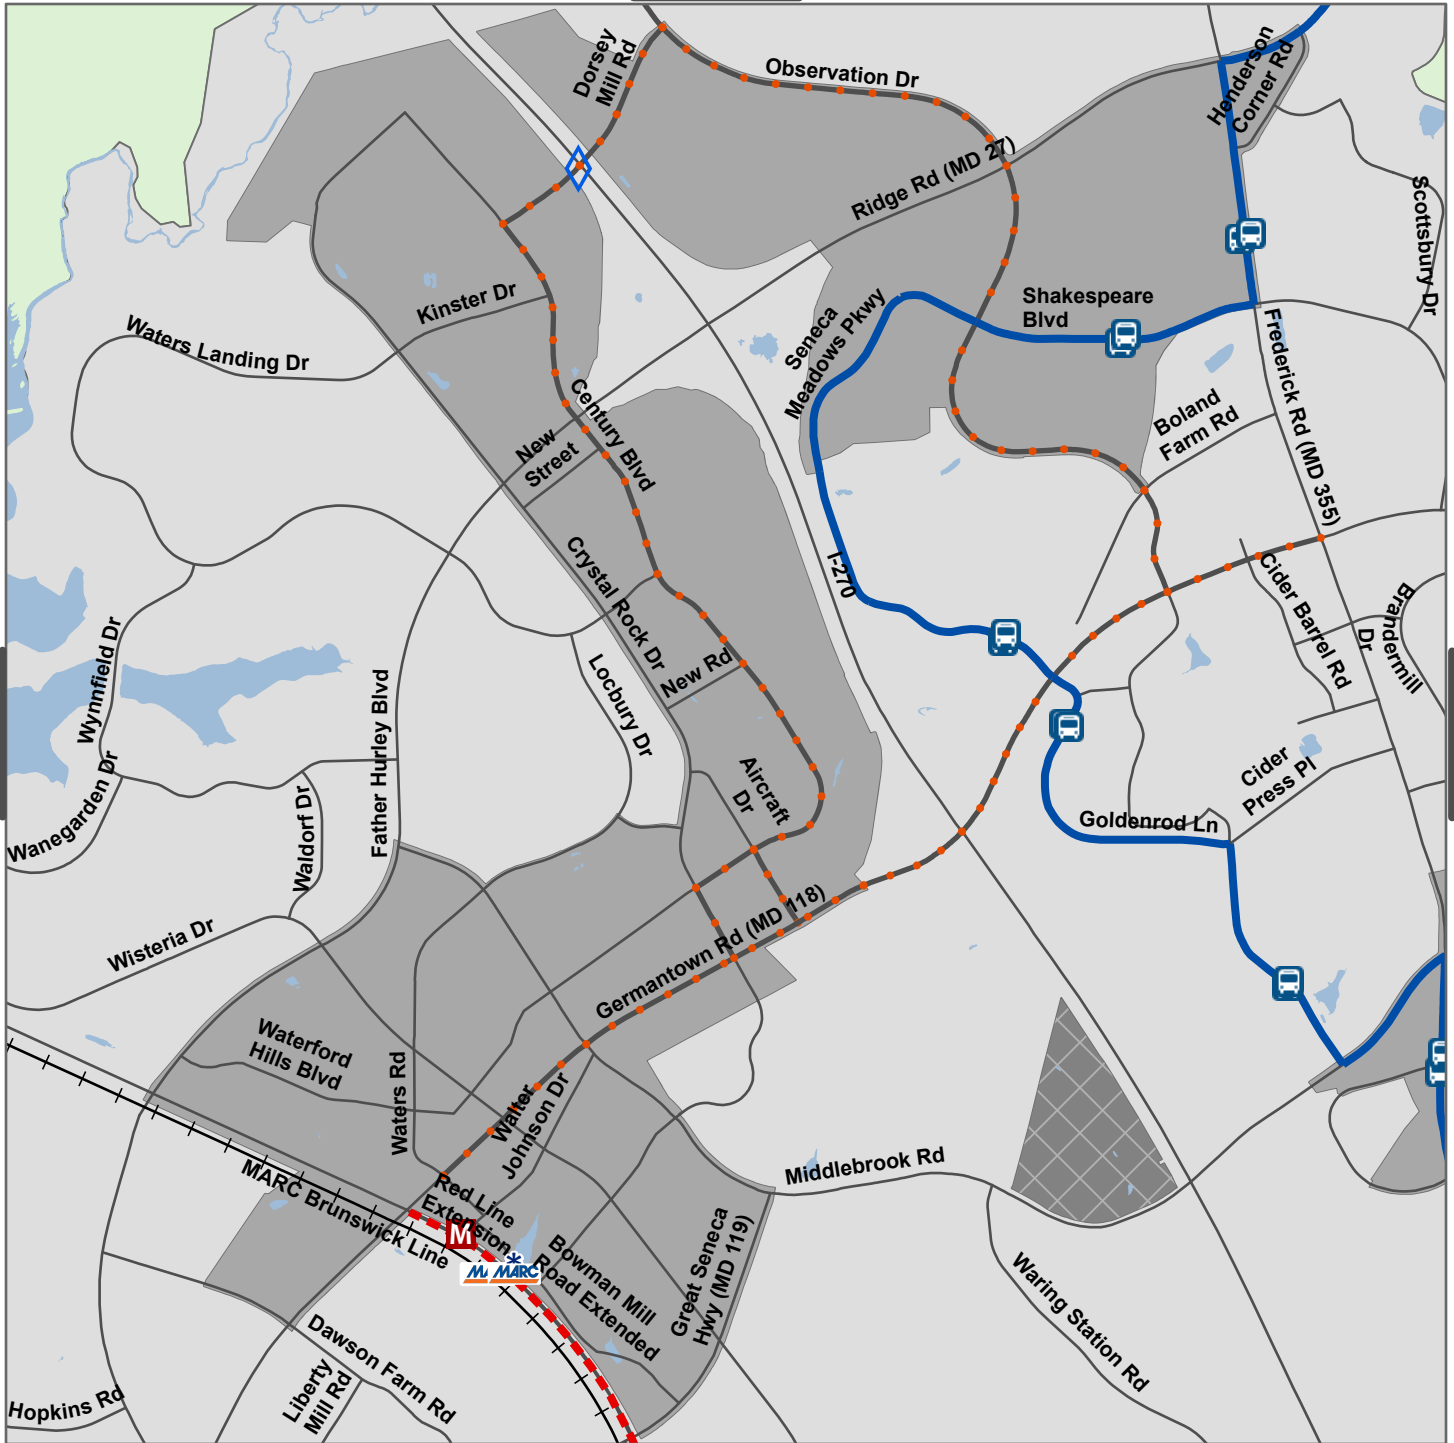 Dorsey
Mill Rd
Observation Dr
Henderson
Corner Rd
Ridge Rd (MD 27)
Scottsbury Dr
Kinster Dr
Waters Landing Dr
Seneca
Meadows Pkwy
Shakespeare
Blvd
Frederick Rd (MD 355)
Boland
Farm Rd
Century Blvd
New
Street
I-270
Crystal Rock Dr
New Rd
Locbury Dr
Wynnfield Dr
Father Hurley Blvd
Cider Barrel Rd
Brandermill
Dr
Wanegarden Dr
Waldorf Dr
Aircraft
Dr
Cider
Press Pl
Goldenrod Ln
Wisteria Dr
Germantown Rd (MD 118)
Waterford
Hills Blvd
Waters Rd
Walter
Johnson Dr
Middlebrook Rd
MARC Brunswick Line
Red Line
Extension
M
MA
MARC
Bowman Mill
Road Extended
Great Seneca
Hwy (MD 119)
Waring Station Rd
Dawson Farm Rd
Liberty
Mill Rd
Hopkins Rd